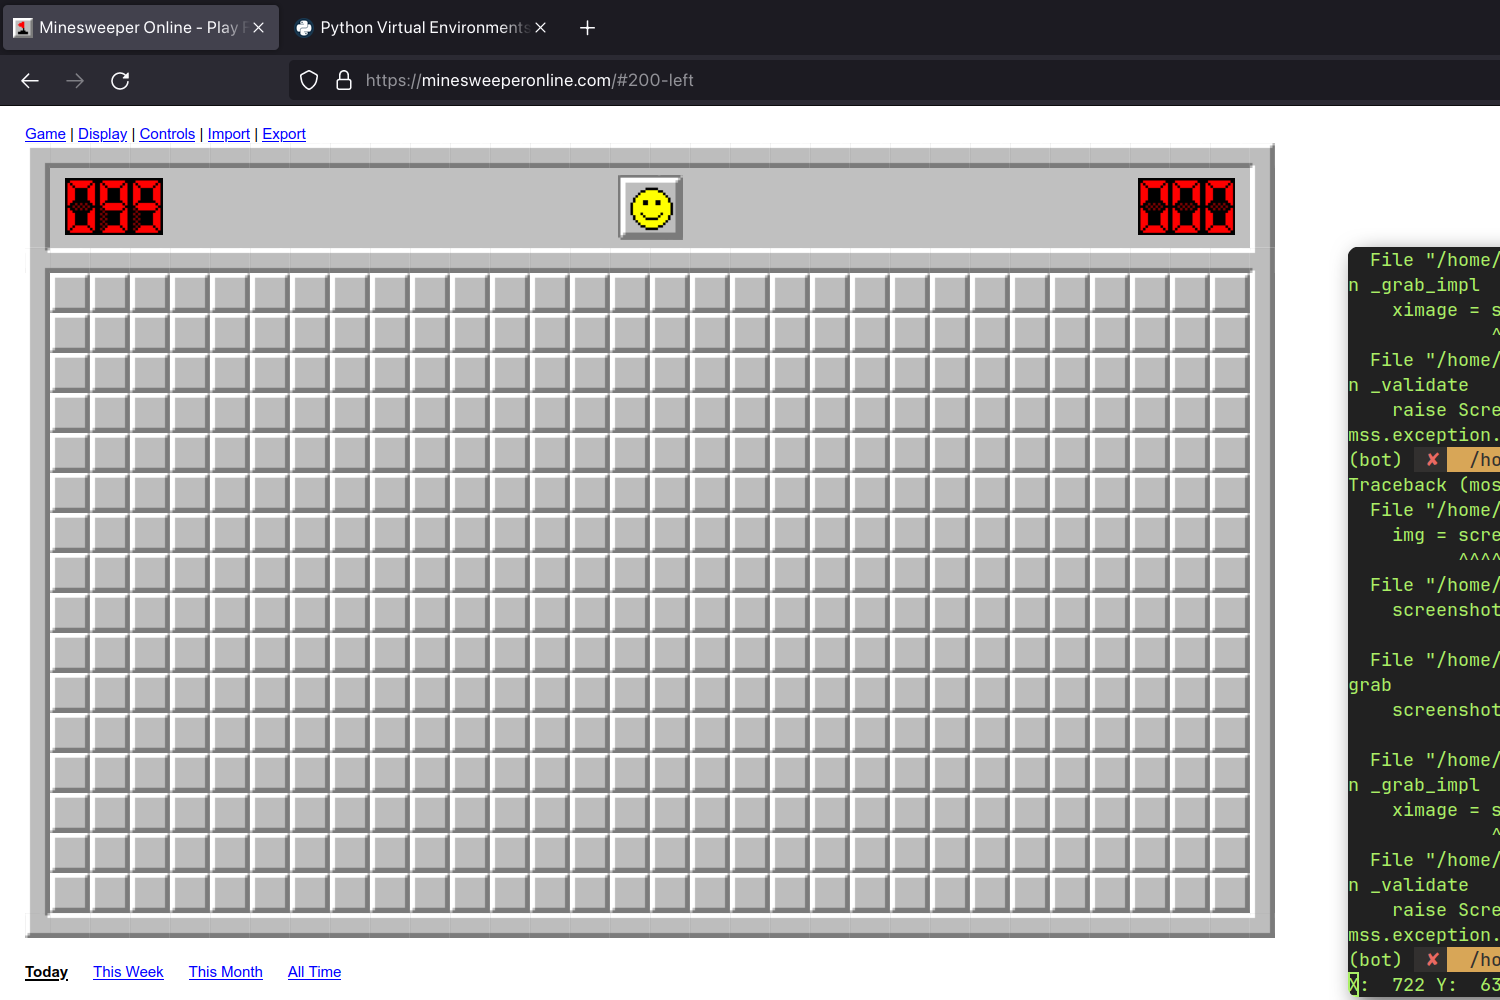 Minesweeper Online - Play F
Python Virtual Environments
https://minesweeperonline.com/#200-left
Game | Display | Controls | Import | Export
Today This Week This Month All Time
File "/home/
n _grab_impl
ximage = s
^
File "/home/
n _validate
raise Scre
mss.exception.
(bot) ✘ /ho
Traceback (mos
File "/home/
img = scre
^^^^
File "/home/
screenshot
File "/home/
grab
screenshot
File "/home/
n _grab_impl
ximage = s
^
File "/home/
n _validate
raise Scre
mss.exception.
(bot) ✘ /ho
X: 722 Y: 63